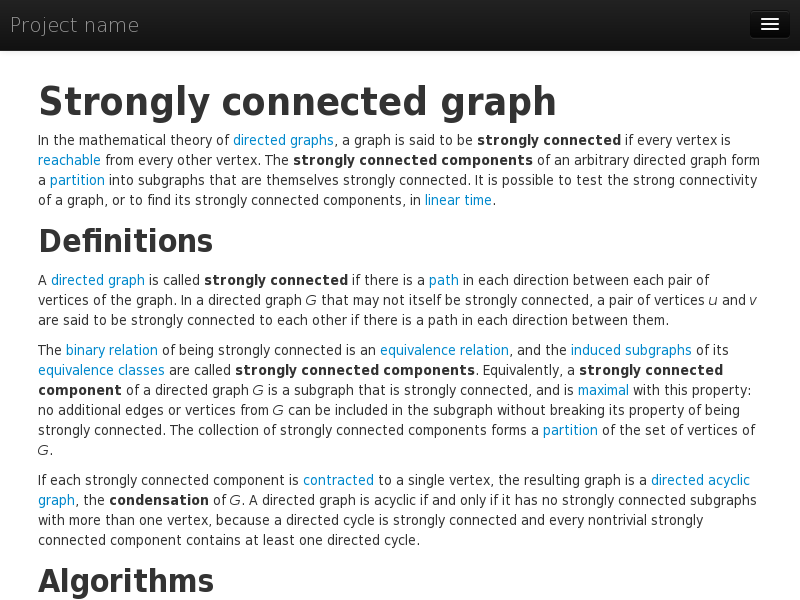 Project name
Strongly connected graph
In the mathematical theory of directed graphs, a graph is said to be strongly connected if every vertex is
reachable from every other vertex. The strongly connected components of an arbitrary directed graph form
a partition into subgraphs that are themselves strongly connected. It is possible to test the strong connectivity
of a graph, or to find its strongly connected components, in linear time.
Definitions
A directed graph is called strongly connected if there is a path in each direction between each pair of
vertices of the graph. In a directed graph G that may not itself be strongly connected, a pair of vertices u and v
are said to be strongly connected to each other if there is a path in each direction between them.
The binary relation of being strongly connected is an equivalence relation, and the induced subgraphs of its
equivalence classes are called strongly connected components. Equivalently, a strongly connected
component of a directed graph G is a subgraph that is strongly connected, and is maximal with this property:
no additional edges or vertices from G can be included in the subgraph without breaking its property of being
strongly connected. The collection of strongly connected components forms a partition of the set of vertices of
G.
If each strongly connected component is contracted to a single vertex, the resulting graph is a directed acyclic
graph, the condensation of G. A directed graph is acyclic if and only if it has no strongly connected subgraphs
with more than one vertex, because a directed cycle is strongly connected and every nontrivial strongly
connected component contains at least one directed cycle.
Algorithms